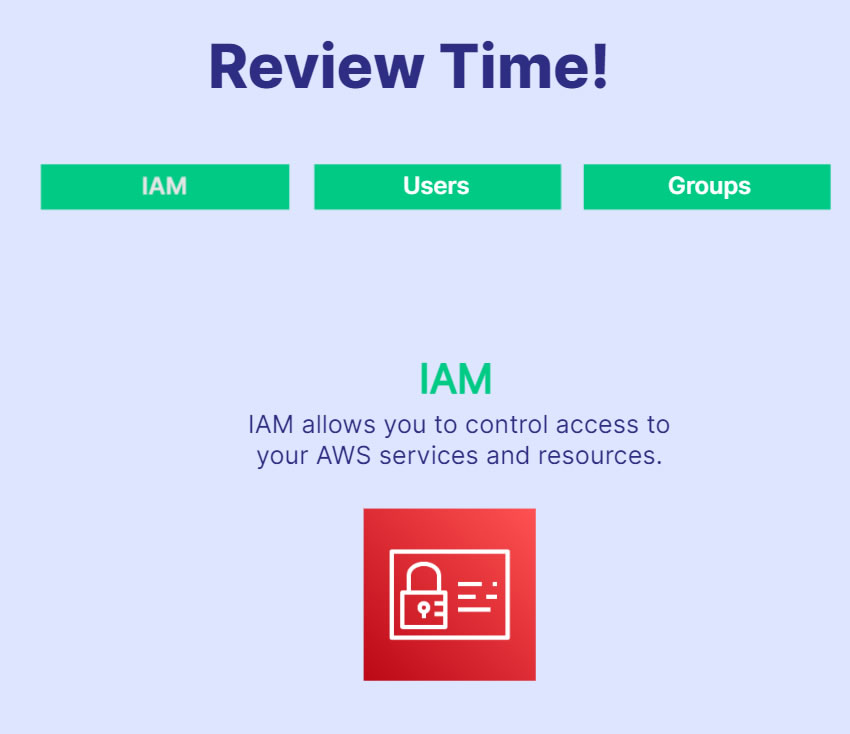 Review Time!
IAM
Users
Groups
IAM
IAM allows you to control access to
your AWS services and resources.